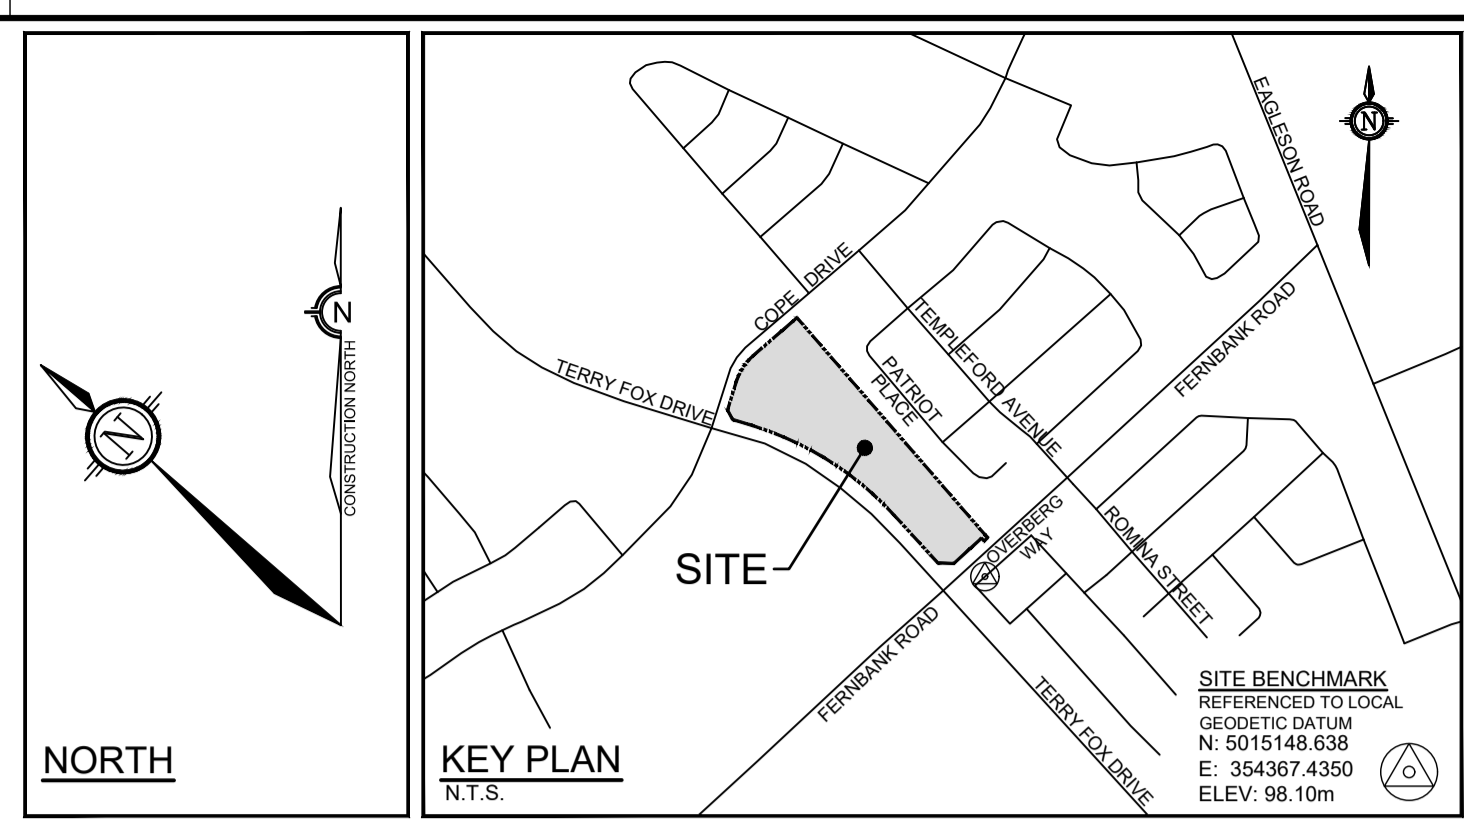 N
CONSTRUCTION NORTH
N
NORTH
N
EAGLESON ROAD
COPE DRIVE
TERRY FOX DRIVE
TEMPLEFORD AVENUE
PATRIOT
PLACE
FERNBANK ROAD
SITE
OVERBERG
WAY
ROMINA STREET
FERNBANK ROAD
TERRY FOX DRIVE
KEY PLAN
N.T.S.
SITE BENCHMARK
REFERENCED TO LOCAL
GEODETIC DATUM
N: 5015148.638
E: 354367.4350
ELEV: 98.10m